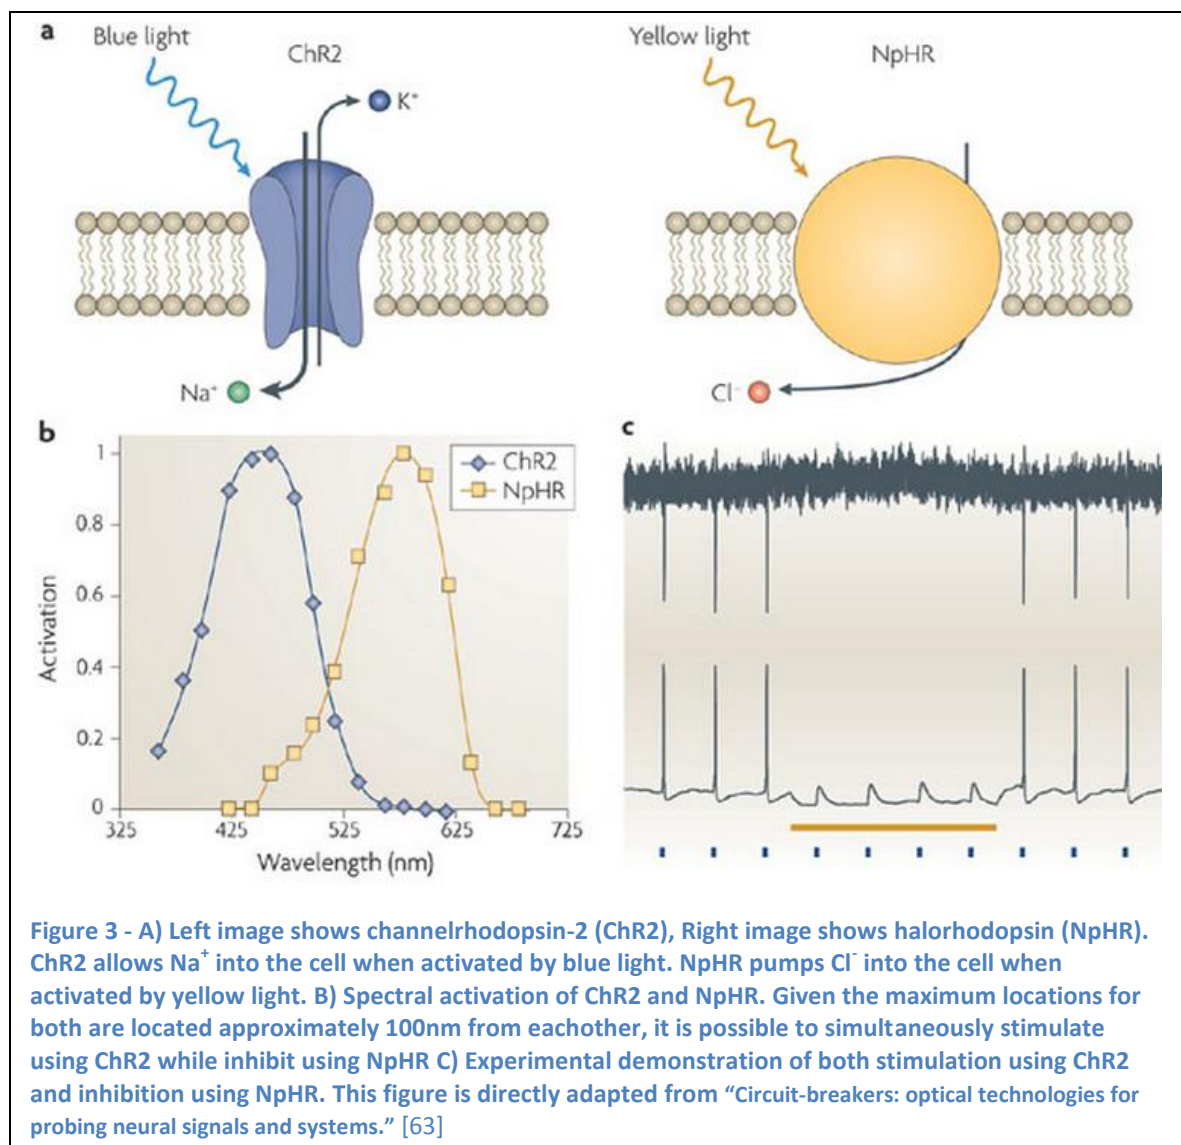 a
Blue light
ChR2
K⁺
Na⁺
Yellow light
NpHR
Cl⁻
b
ChR2
NpHR
Activation
1
0.8
0.6
0.4
0.2
0
325
425
525
625
725
Wavelength (nm)
c
Figure 3 - A) Left image shows channelrhodopsin-2 (ChR2), Right image shows halorhodopsin (NpHR).
ChR2 allows Na⁺ into the cell when activated by blue light. NpHR pumps Cl⁻ into the cell when
activated by yellow light. B) Spectral activation of ChR2 and NpHR. Given the maximum locations for
both are located approximately 100nm from eachother, it is possible to simultaneously stimulate
using ChR2 while inhibit using NpHR C) Experimental demonstration of both stimulation using ChR2
and inhibition using NpHR. This figure is directly adapted from “Circuit-breakers: optical technologies for
probing neural signals and systems.” [63]